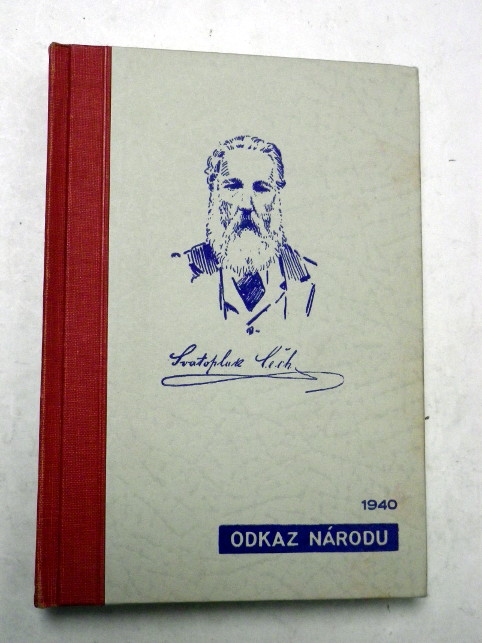 Svatopluk Čech
1940
ODKAZ NÁRODU